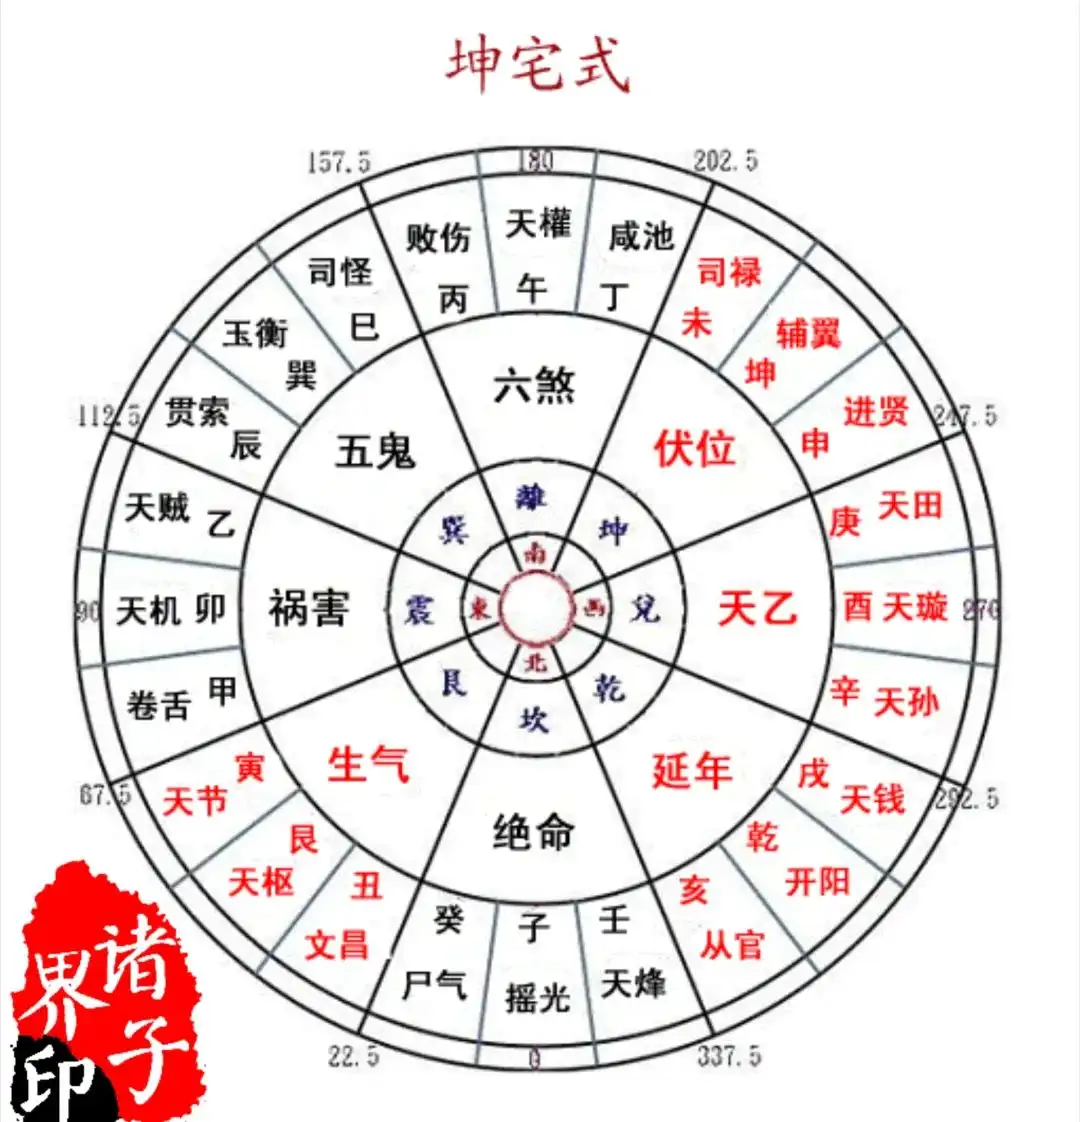 坤宅式
157.5
180
202.5
败伤
天權
咸池
丙
午
丁
司怪
巳
司禄
未
玉衡
巽
辅翼
坤
贯索
辰
进贤
申
112.5
247.5
六煞
五鬼
伏位
天贼
乙
庚
天田
離
巽
坤
南
90
天机
卯
祸害
震
東
西
兌
天乙
酉
天璇
270
北
艮
乾
坎
卷舌
甲
辛
天孙
生气
延年
绝命
67.5
292.5
寅
天节
戌
天钱
艮
天枢
乾
开阳
丑
文昌
亥
从官
癸
子
壬
尸气
摇光
天烽
22.5
0
337.5
诸子
界印